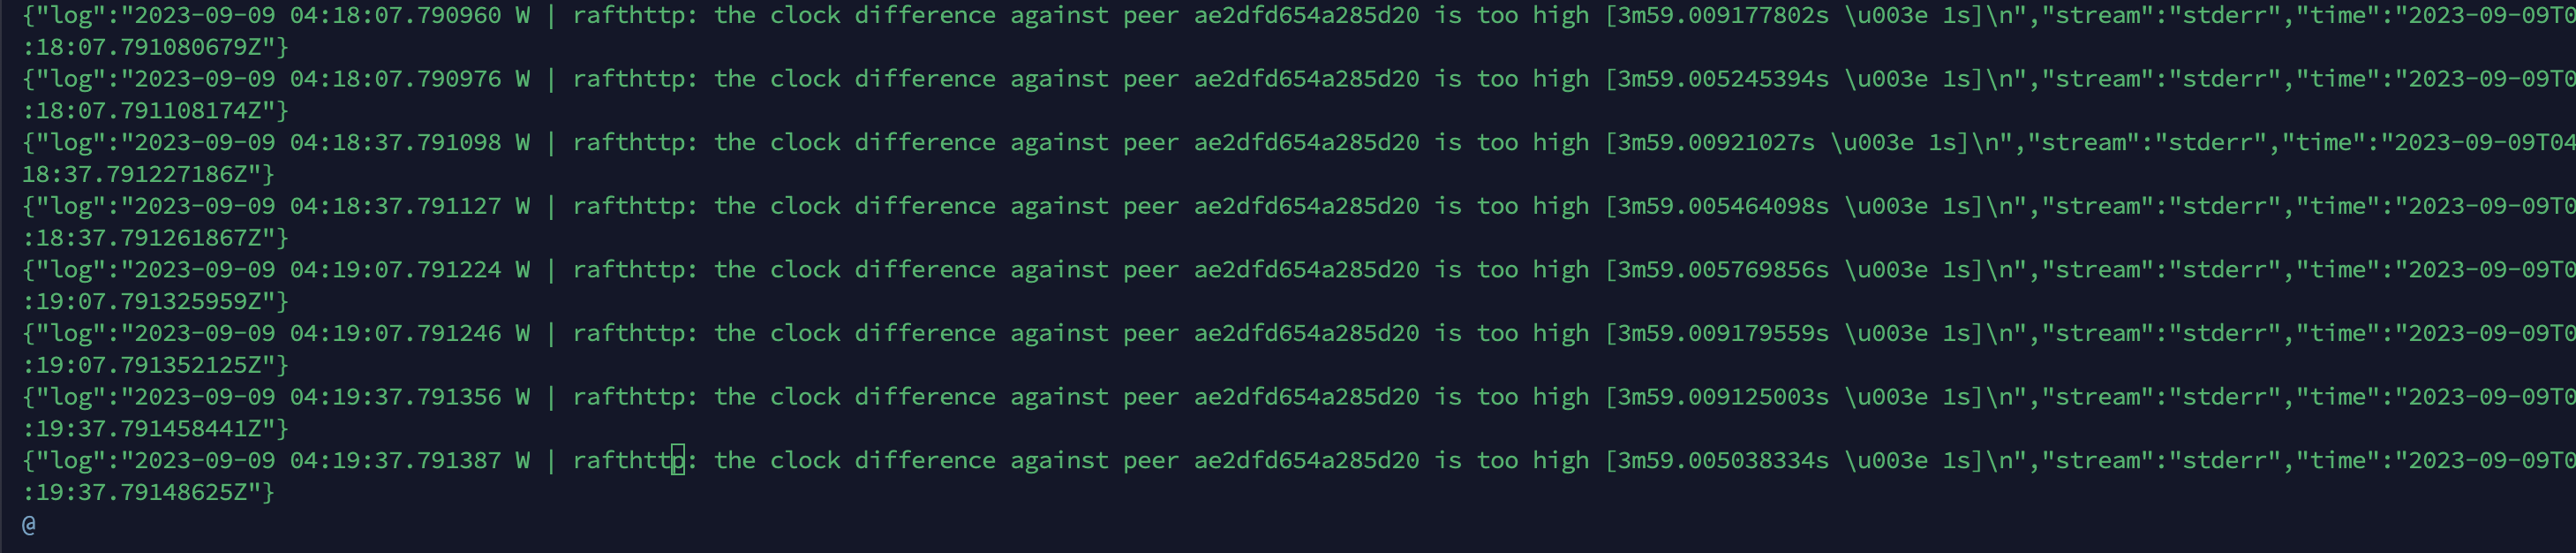 {"log":"2023-09-09 04:18:07.790960 W | rafthttp: the clock difference against peer ae2dfd654a285d20 is too high [3m59.009177802s \u003e 1s]\n","stream":"stderr","time":"2023-09-09T0
:18:07.791080679Z"}
{"log":"2023-09-09 04:18:07.790976 W | rafthttp: the clock difference against peer ae2dfd654a285d20 is too high [3m59.005245394s \u003e 1s]\n","stream":"stderr","time":"2023-09-09T0
:18:07.791108174Z"}
{"log":"2023-09-09 04:18:37.791098 W | rafthttp: the clock difference against peer ae2dfd654a285d20 is too high [3m59.00921027s \u003e 1s]\n","stream":"stderr","time":"2023-09-09T04
18:37.791227186Z"}
{"log":"2023-09-09 04:18:37.791127 W | rafthttp: the clock difference against peer ae2dfd654a285d20 is too high [3m59.005464098s \u003e 1s]\n","stream":"stderr","time":"2023-09-09T0
:18:37.791261867Z"}
{"log":"2023-09-09 04:19:07.791224 W | rafthttp: the clock difference against peer ae2dfd654a285d20 is too high [3m59.005769856s \u003e 1s]\n","stream":"stderr","time":"2023-09-09T0
:19:07.791325959Z"}
{"log":"2023-09-09 04:19:07.791246 W | rafthttp: the clock difference against peer ae2dfd654a285d20 is too high [3m59.009179559s \u003e 1s]\n","stream":"stderr","time":"2023-09-09T0
:19:07.791352125Z"}
{"log":"2023-09-09 04:19:37.791356 W | rafthttp: the clock difference against peer ae2dfd654a285d20 is too high [3m59.009125003s \u003e 1s]\n","stream":"stderr","time":"2023-09-09T0
:19:37.791458441Z"}
{"log":"2023-09-09 04:19:37.791387 W | rafthttp: the clock difference against peer ae2dfd654a285d20 is too high [3m59.005038334s \u003e 1s]\n","stream":"stderr","time":"2023-09-09T0
:19:37.79148625Z"}
@